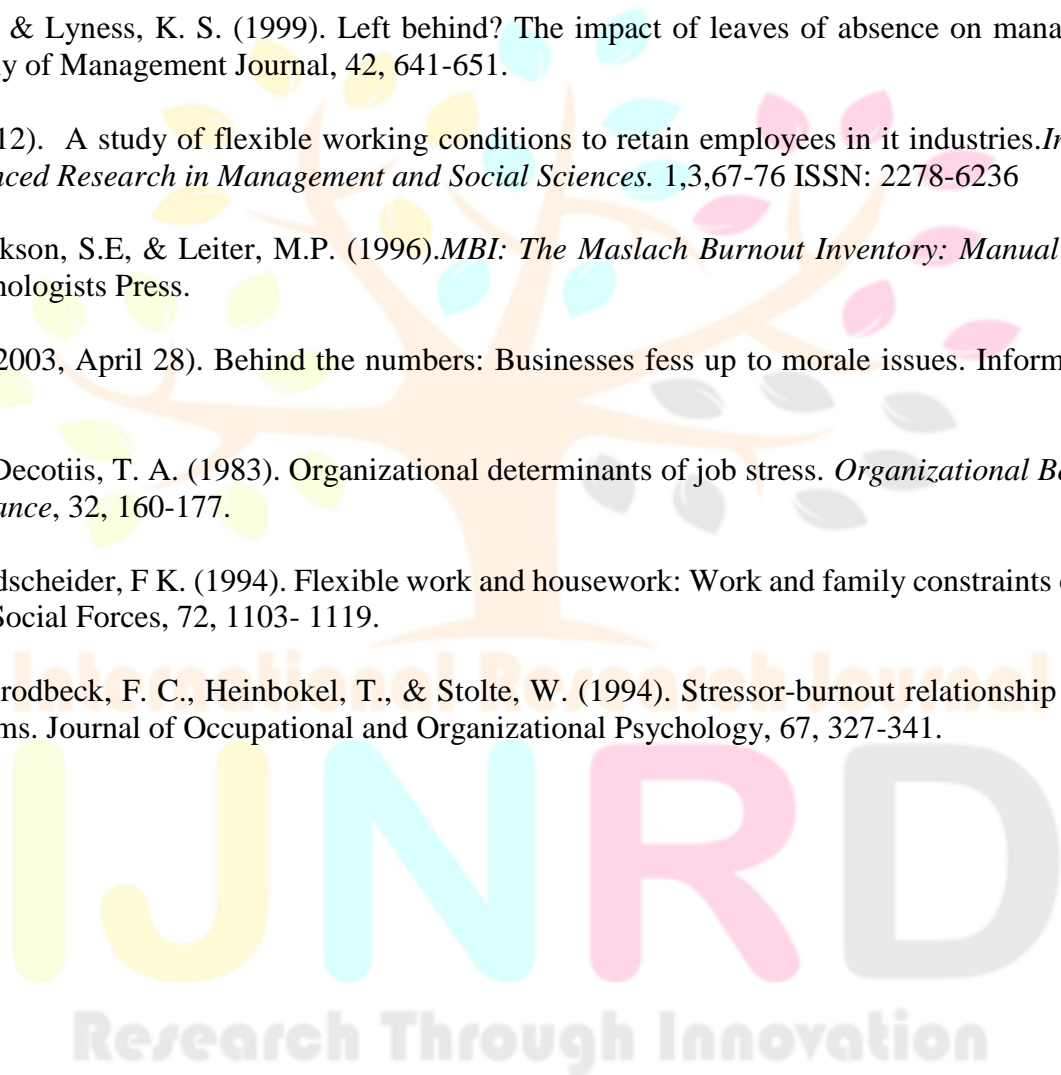 & Lyness, K. S. (1999). Left behind? The impact of leaves of absence on mana
y of Management Journal, 42, 641-651.
12). A study of flexible working conditions to retain employees in it industries.In
nced Research in Management and Social Sciences. 1,3,67-76 ISSN: 2278-6236
kson, S.E, & Leiter, M.P. (1996).MBI: The Maslach Burnout Inventory: Manual
hologists Press.
2003, April 28). Behind the numbers: Businesses fess up to morale issues. Inform
Decotiis, T. A. (1983). Organizational determinants of job stress. Organizational Be
ance, 32, 160-177.
dscheider, F K. (1994). Flexible work and housework: Work and family constraints
Social Forces, 72, 1103- 1119.
International Research Journal
rodbeck, F. C., Heinbokel, T., & Stolte, W. (1994). Stressor-burnout relationship
ms. Journal of Occupational and Organizational Psychology, 67, 327-341.
IJNRD
Research Through Innovation